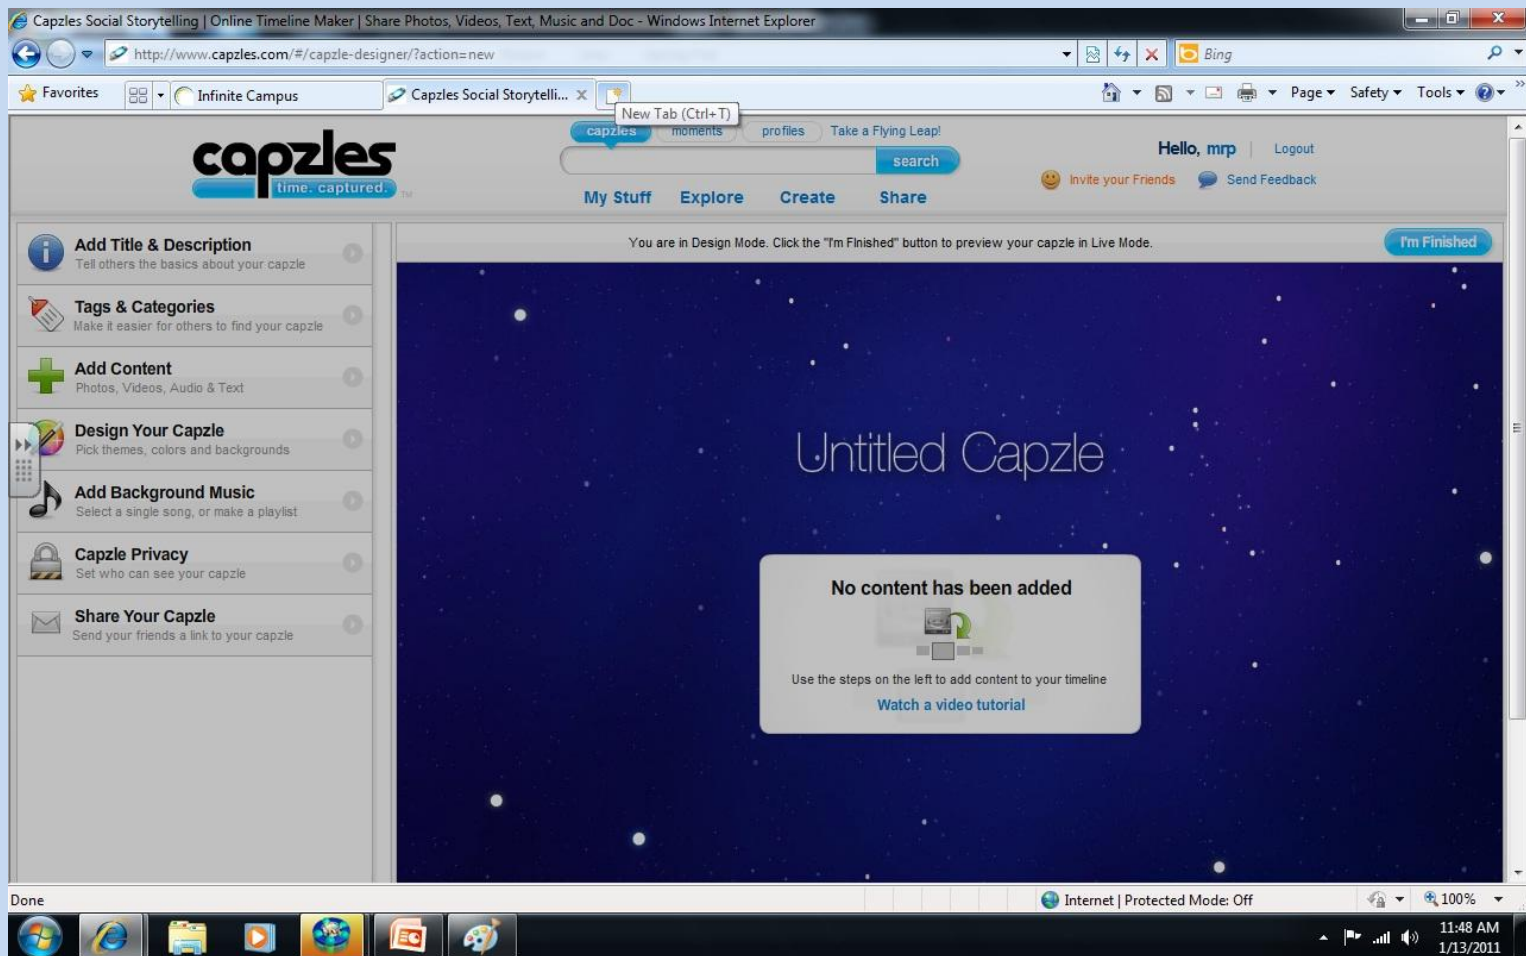 Capzles Social Storytelling | Online Timeline Maker | Share Photos, Videos, Text, Music and Doc - Windows Internet Explorer
http://www.capzles.com/#/capzle-designer/?action=new
Bing
Favorites
Infinite Campus
Capzles Social Storytelli...
Page
Safety
Tools
New Tab (Ctrl+T)
capzles
time. captured.
TM
capzles
moments
profiles
Take a Flying Leap!
search
My Stuff
Explore
Create
Share
Hello, mrp
Logout
Invite your Friends
Send Feedback
Add Title & Description
Tell others the basics about your capzle
Tags & Categories
Make it easier for others to find your capzle
Add Content
Photos, Videos, Audio & Text
Design Your Capzle
Pick themes, colors and backgrounds
Add Background Music
Select a single song, or make a playlist
Capzle Privacy
Set who can see your capzle
Share Your Capzle
Send your friends a link to your capzle
You are in Design Mode. Click the "I'm FInished" button to preview your capzle in Live Mode.
I'm Finished
Untitled Capzle
No content has been added
Use the steps on the left to add content to your timeline
Watch a video tutorial
Done
Internet | Protected Mode: Off
100%
11:48 AM
1/13/2011